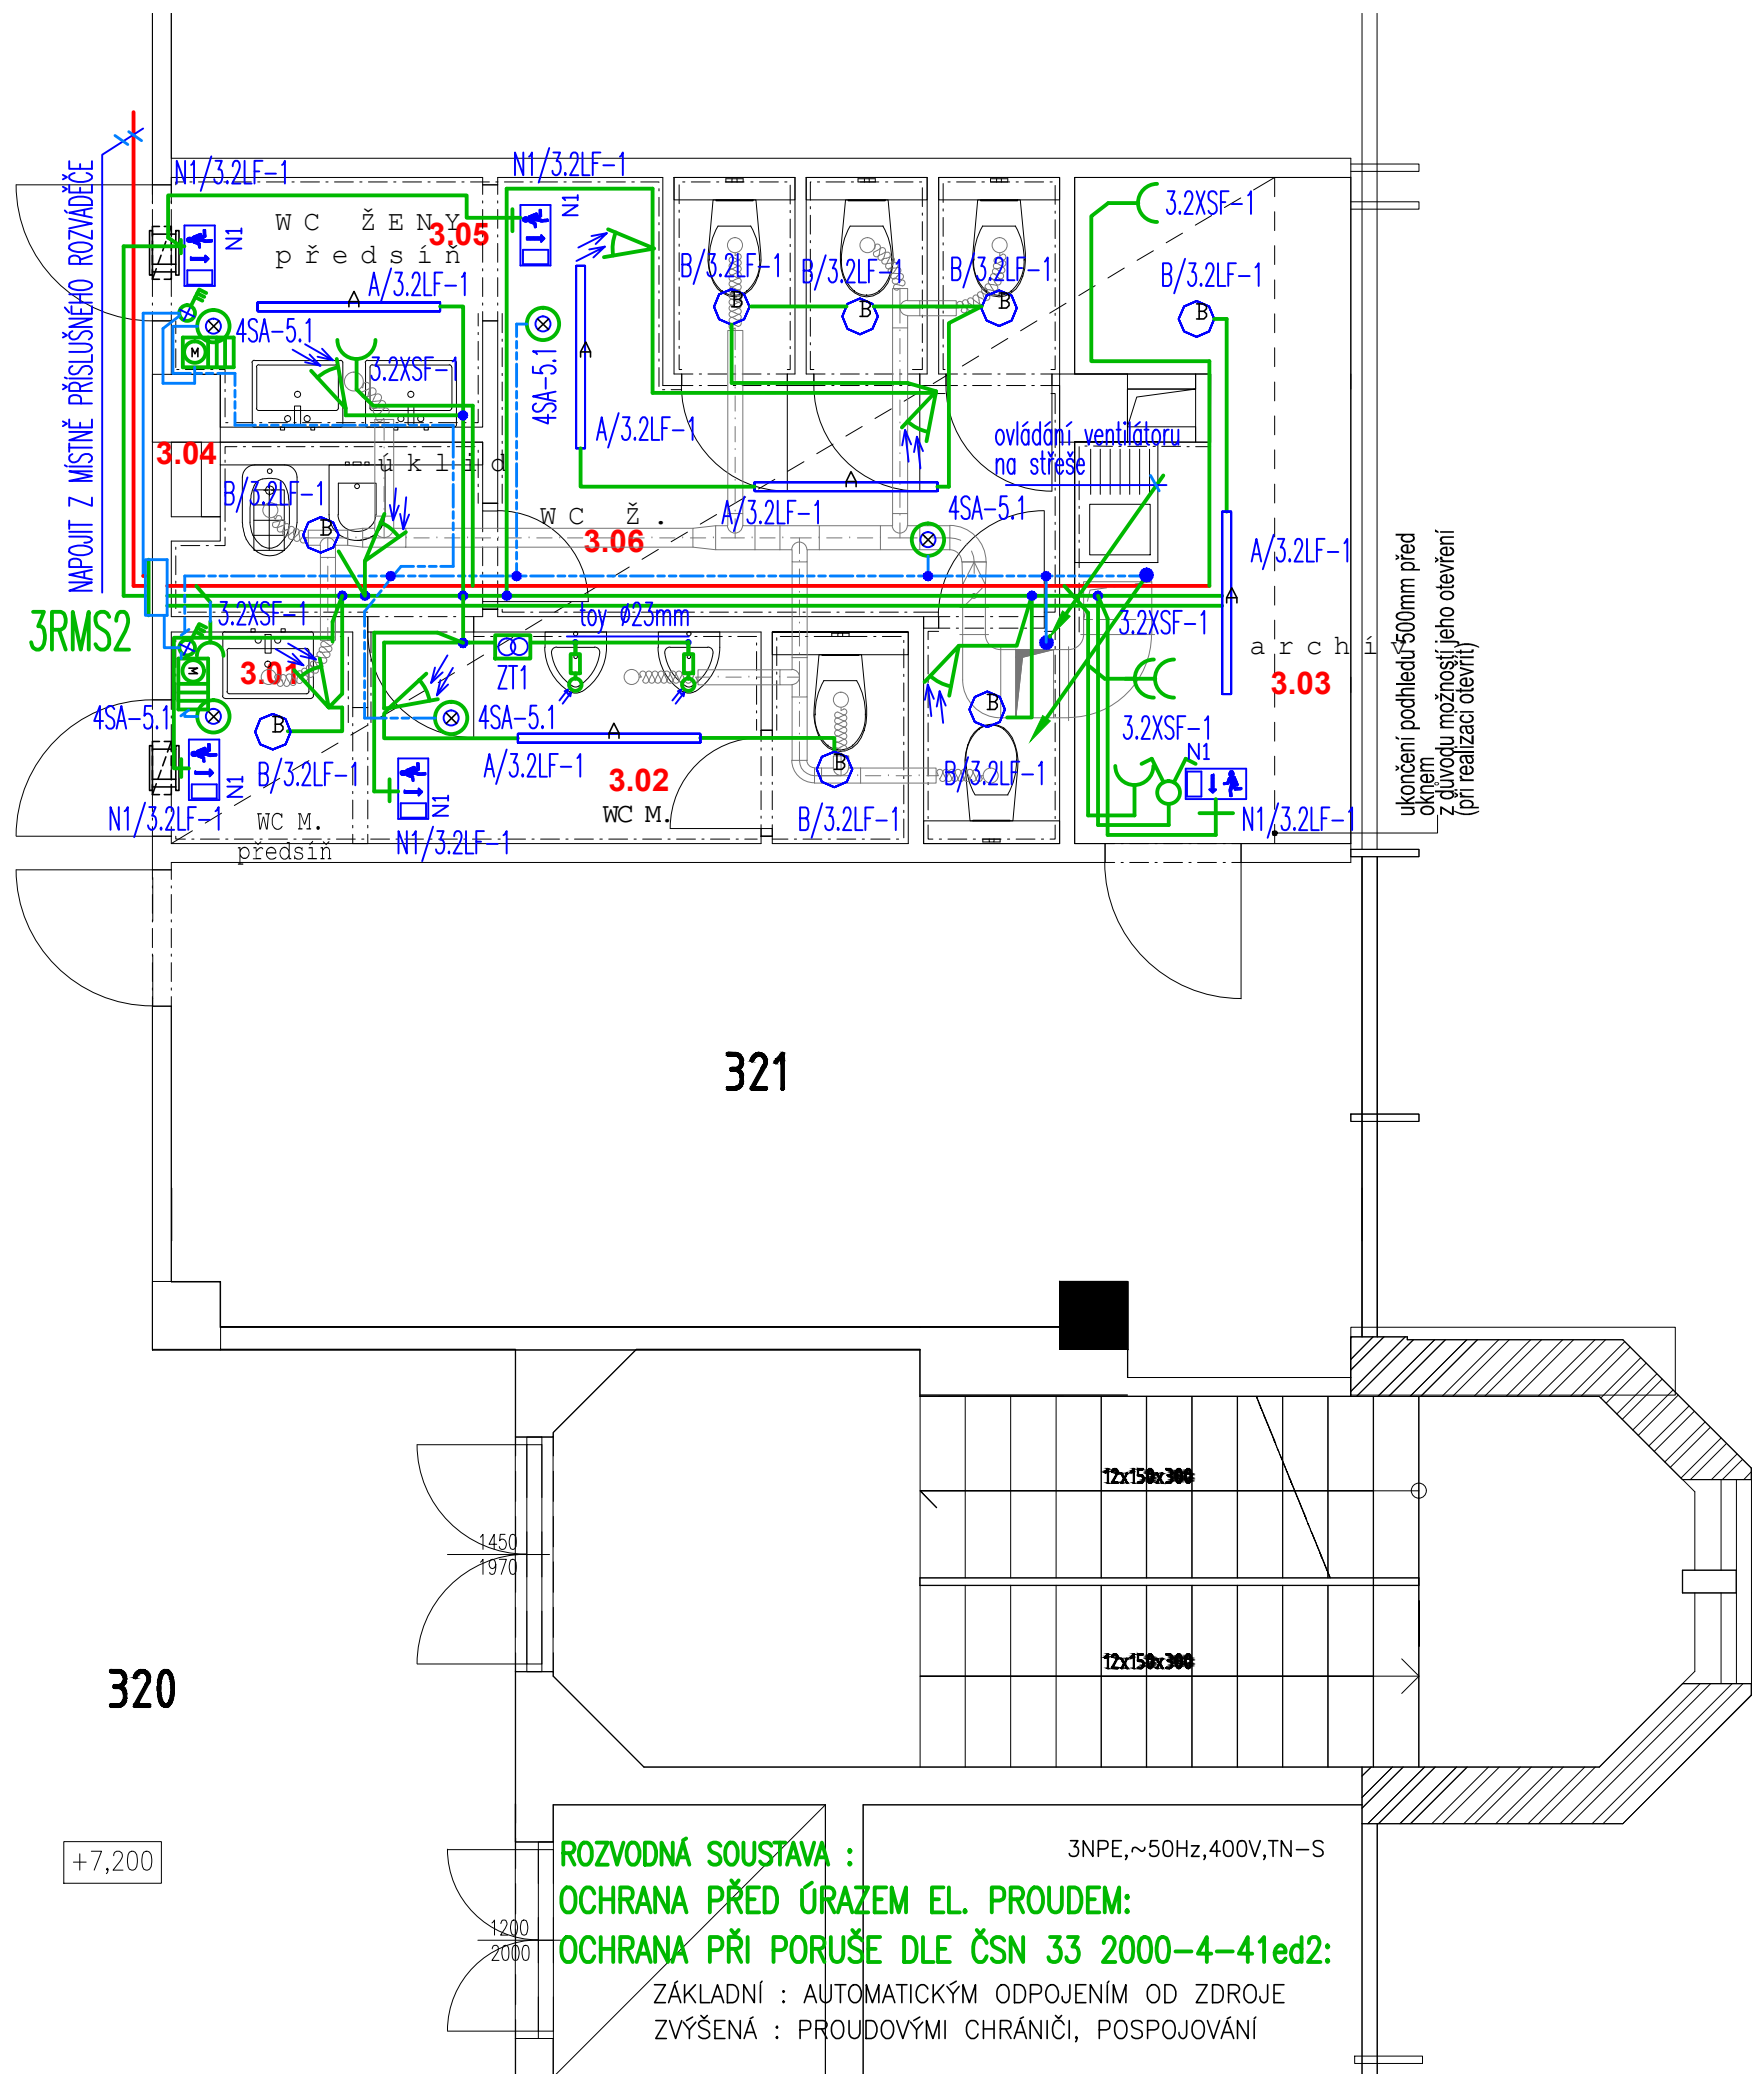 N1/3.2LF-1
N1/3.2LF-1
NAPOJIT Z MÍSTNĚ PŘÍSLUŠNÉHO ROZVÁDĚČE
N1
WC ŽENY
předsíň
3.05
N1
3.2XSF-1
A/3.2LF-1
B/3.2LF-1
B/3.2LF-1
B/3.2LF-1
B/3.2LF-1
A
B
B
B
B
4SA-5.1
M
3.2XSF-1
4SA-5.1
A
A/3.2LF-1
3.04
úklid
ovládání ventilátoru
na střeše
B/3.2LF-1
B
A
A/3.2LF-1
4SA-5.1
WC Ž.
3.06
A/3.2LF-1
A
3RMS2
3.2XSF-1
toy ø23mm
3.2XSF-1
archív
3.03
3.01
M
ZT1
4SA-5.1
4SA-5.1
B
B
3.2XSF-1
A
A/3.2LF-1
3.02
B
N1
B/3.2LF-1
B/3.2LF-1
N1
N1
N1/3.2LF-1
WC M.
WC M.
B/3.2LF-1
N1/3.2LF-1
předsíň
N1/3.2LF-1
ukončení podhledu 500mm před
oknem
z důvodu možností jeho otevření
(při realizaci otevřít)
321
12x150x300
1450
1970
12x150x300
320
+7,200
ROZVODNÁ SOUSTAVA :
3NPE,~50Hz,400V,TN-S
OCHRANA PŘED ÚRAZEM EL. PROUDEM:
1200
2000
OCHRANA PŘI PORUŠE DLE ČSN 33 2000-4-41ed2:
ZÁKLADNÍ : AUTOMATICKÝM ODPOJENÍM OD ZDROJE
ZVÝŠENÁ : PROUDOVÝMI CHRÁNIČI, POSPOJOVÁNÍ